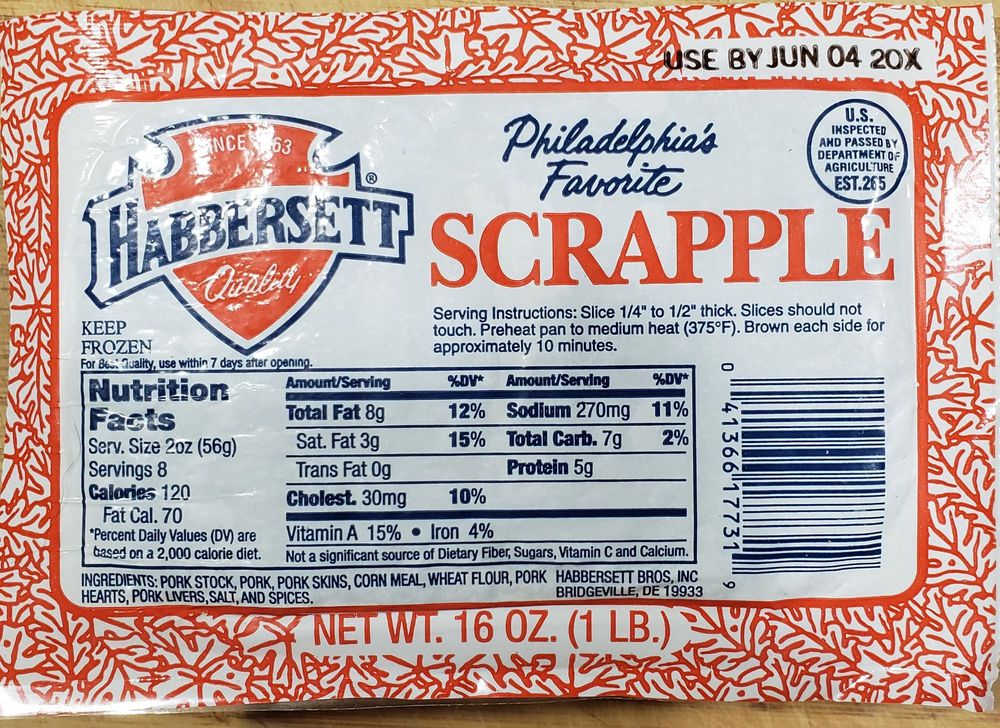 USE BY JUN 04 20X
SINCE 1863
HABBERSETT®
Quality
Philadelphia's
Favorite
SCRAPPLE
U.S.
INSPECTED
AND PASSED BY
DEPARTMENT OF
AGRICULTURE
EST.265
Serving Instructions: Slice 1/4" to 1/2" thick. Slices should not
touch. Preheat pan to medium heat (375°F). Brown each side for
approximately 10 minutes.
KEEP
FROZEN
For Best Quality, use within 7 days after opening.
Nutrition
Facts
Serv. Size 2oz (56g)
Servings 8
Calories 120
Fat Cal. 70
*Percent Daily Values (DV) are
based on a 2,000 calorie diet.
Amount/Serving %DV* Amount/Serving %DV*
Total Fat 8g 12% Sodium 270mg 11%
Sat. Fat 3g 15% Total Carb. 7g 2%
Trans Fat 0g Protein 5g
Cholest. 30mg 10%
Vitamin A 15% • Iron 4%
Not a significant source of Dietary Fiber, Sugars, Vitamin C and Calcium.
INGREDIENTS: PORK STOCK, PORK, PORK SKINS, CORN MEAL, WHEAT FLOUR, PORK
HEARTS, PORK LIVERS, SALT, AND SPICES.
HABBERSETT BROS, INC
BRIDGEVILLE, DE 19933
0 41366 17731 9
NET WT. 16 OZ. (1 LB.)